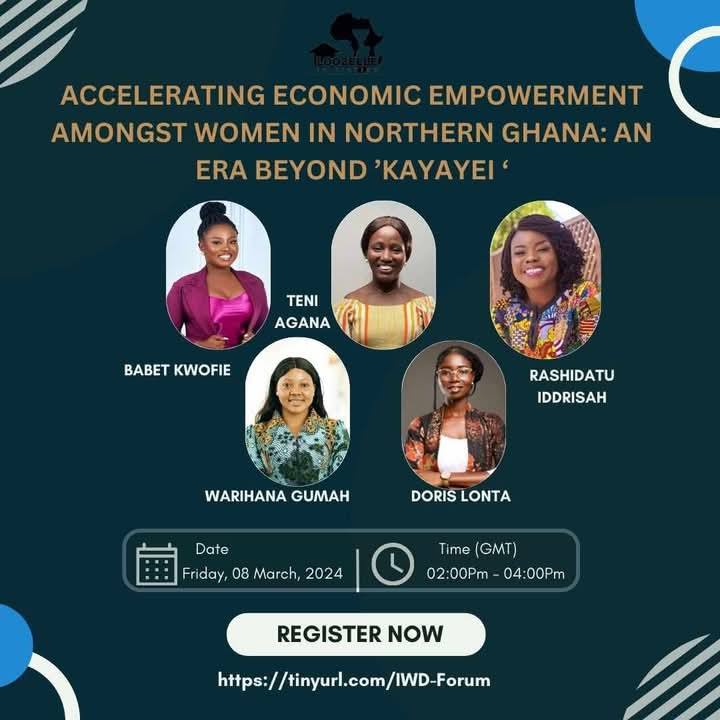 LOOZEELE
ACCELERATING ECONOMIC EMPOWERMENT
AMONGST WOMEN IN NORTHERN GHANA: AN
ERA BEYOND ’KAYAYEI ‘
TENI
AGANA
BABET KWOFIE
RASHIDATU
IDDRISAH
WARIHANA GUMAH
DORIS LONTA
Date
Friday, 08 March, 2024
Time (GMT)
02:00Pm - 04:00Pm
REGISTER NOW
https://tinyurl.com/IWD-Forum